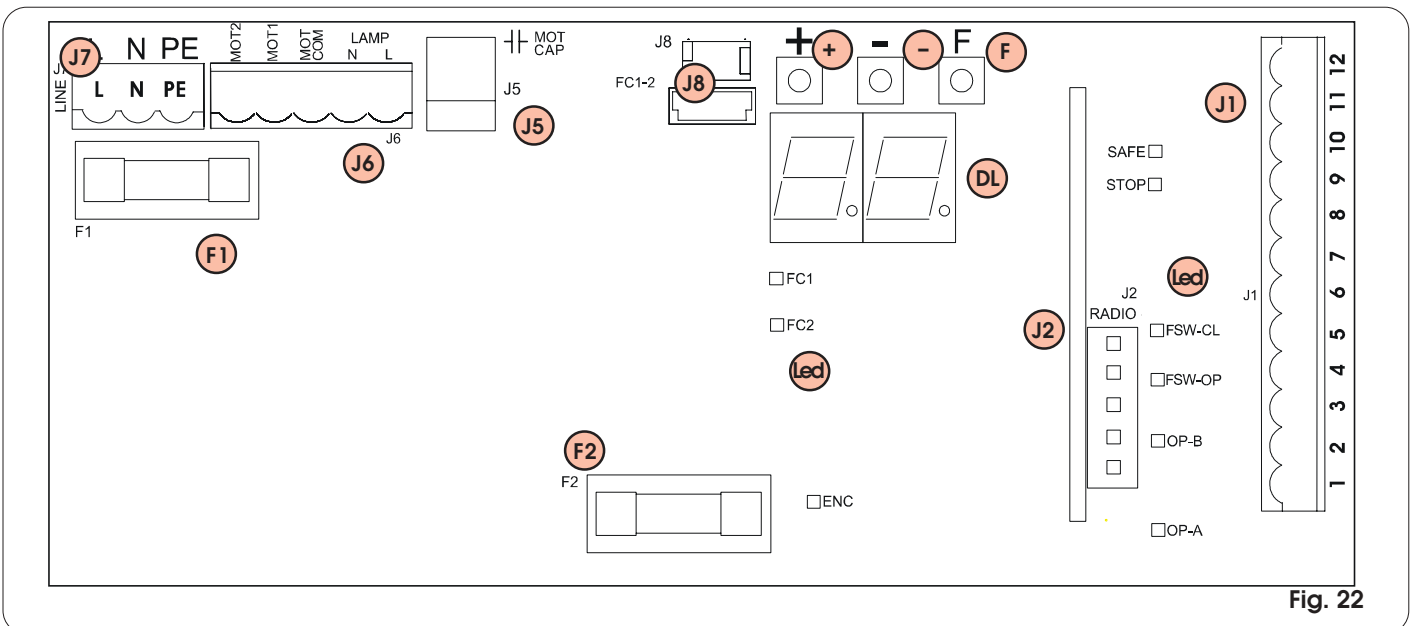 J7 N PE
LINE
L N PE
MOT2 MOT1 MOT COM LAMP N L
J6
J6
MOT CAP
J5
J5
F1
F1
J8
FC1-2
J8
+ + - - F F
DL
FC1
FC2
Led
F2
F2
ENC
J2
J2
RADIO
SAFE
STOP
Led
FSW-CL
FSW-OP
OP-B
OP-A
J1
J1
12
11
10
9
8
7
6
5
4
3
2
1
Fig. 22